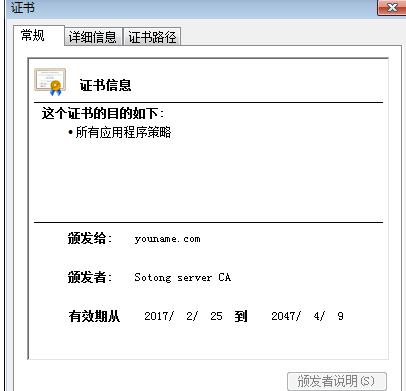 证书
常规 详细信息 证书路径
证书信息
这个证书的目的如下:
• 所有应用程序策略
颁发给: youname.com
颁发者: Sotong server CA
有效期从 2017/ 2/ 25 到 2047/ 4/ 9
颁发者说明(S)